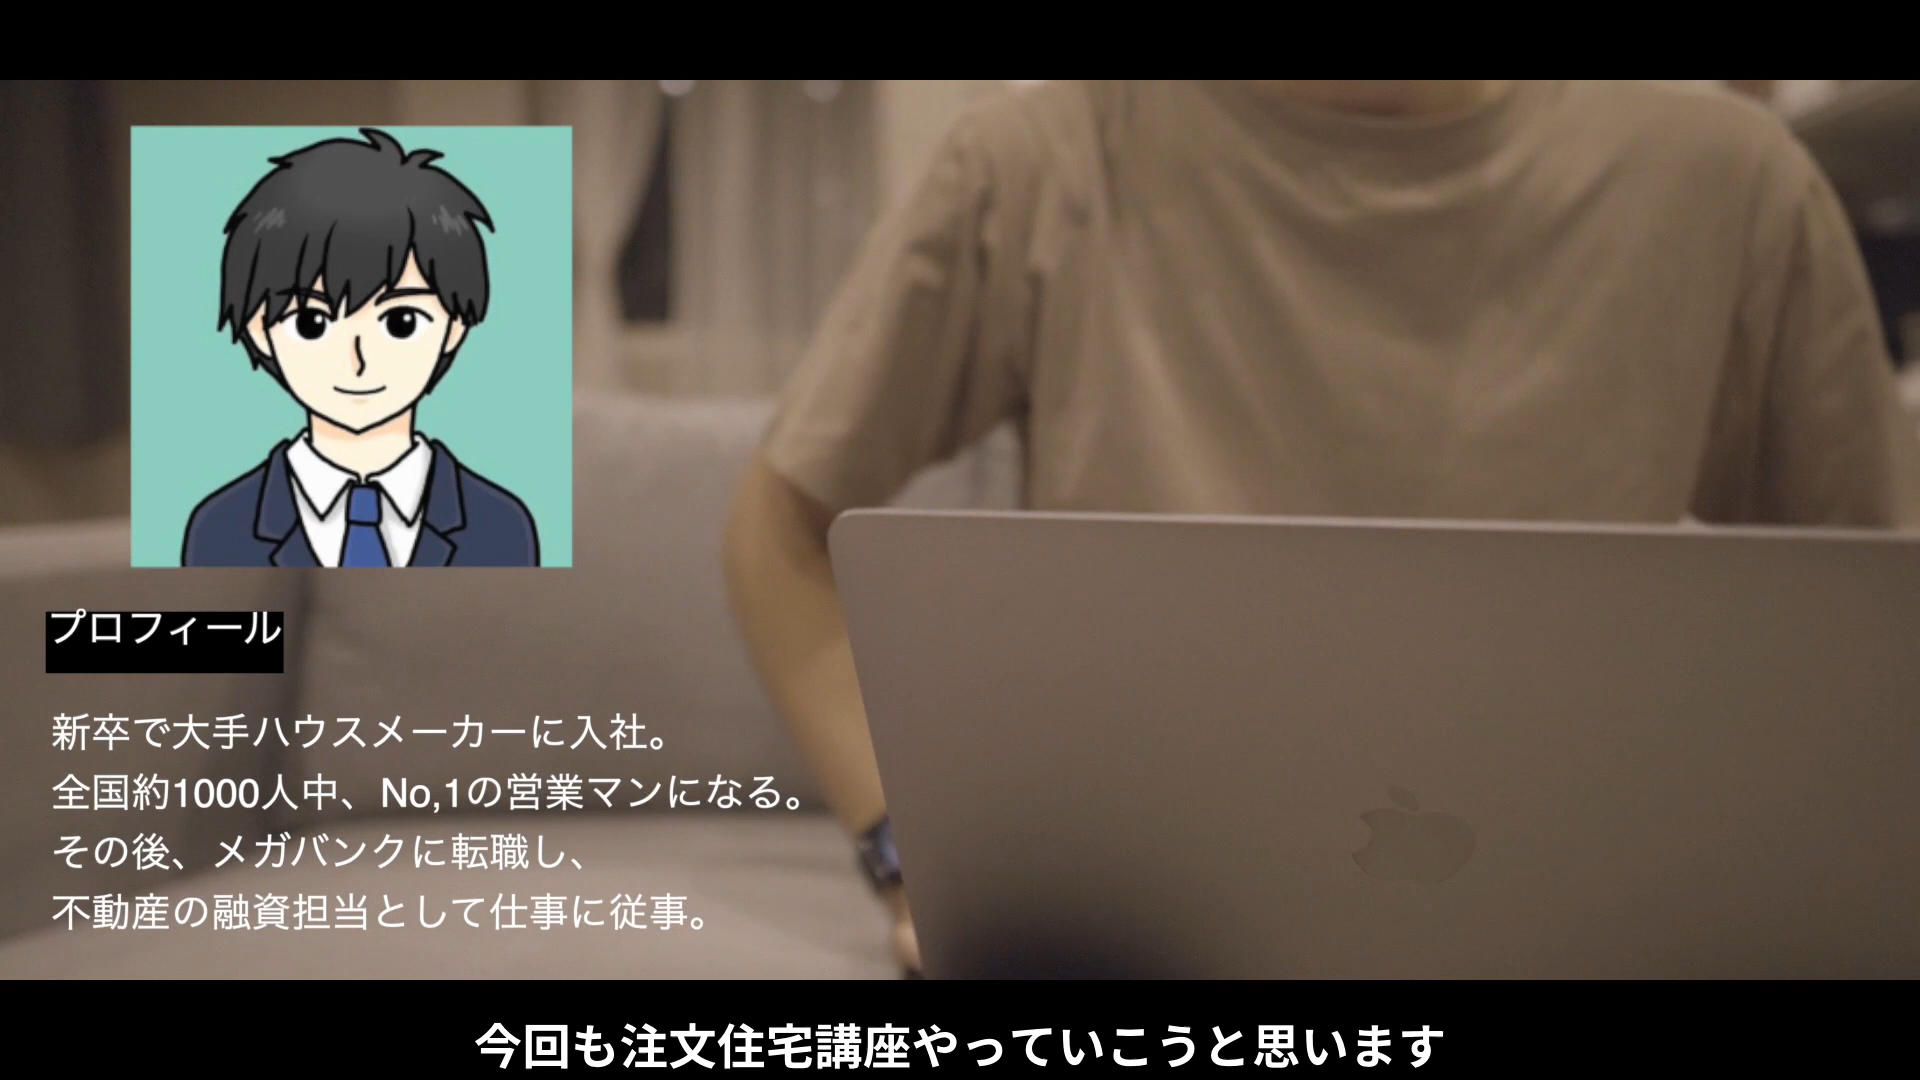 プロフィール
新卒で大手ハウスメーカーに入社。
全国約1000人中、No,1の営業マンになる。
その後、メガバンクに転職し、
不動産の融資担当として仕事に従事。
今回も注文住宅講座やっていこうと思います